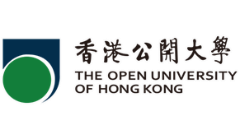 香港公開大學
THE OPEN UNIVERSITY
OF HONG KONG